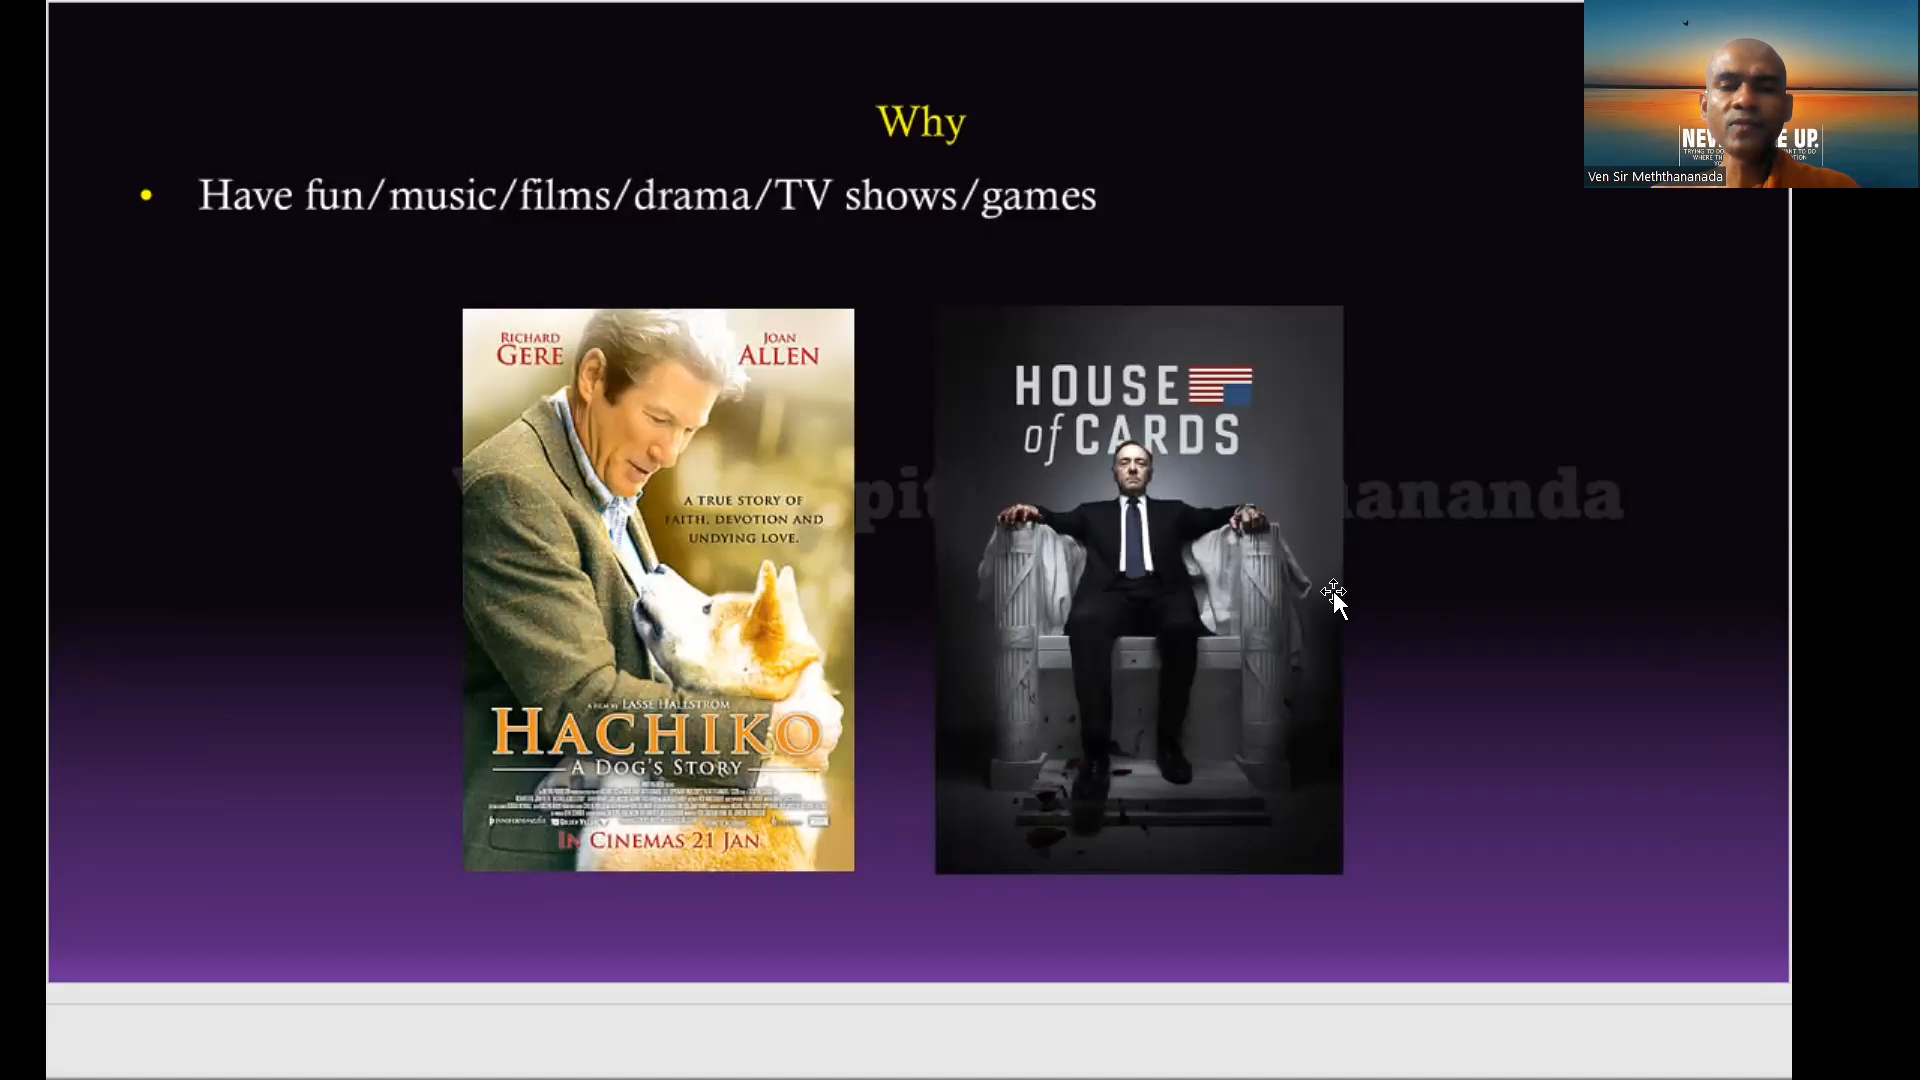 Why
• Have fun/music/films/drama/TV shows/games
RICHARD
GERE
JOAN
ALLEN
A TRUE STORY OF
FAITH, DEVOTION AND
UNDYING LOVE.
A FILM BY LASSE HALLSTROM
HACHIKO
A DOG'S STORY
IN CINEMAS 21 JAN
HOUSE
of CARDS
Ven Sir Meththananada